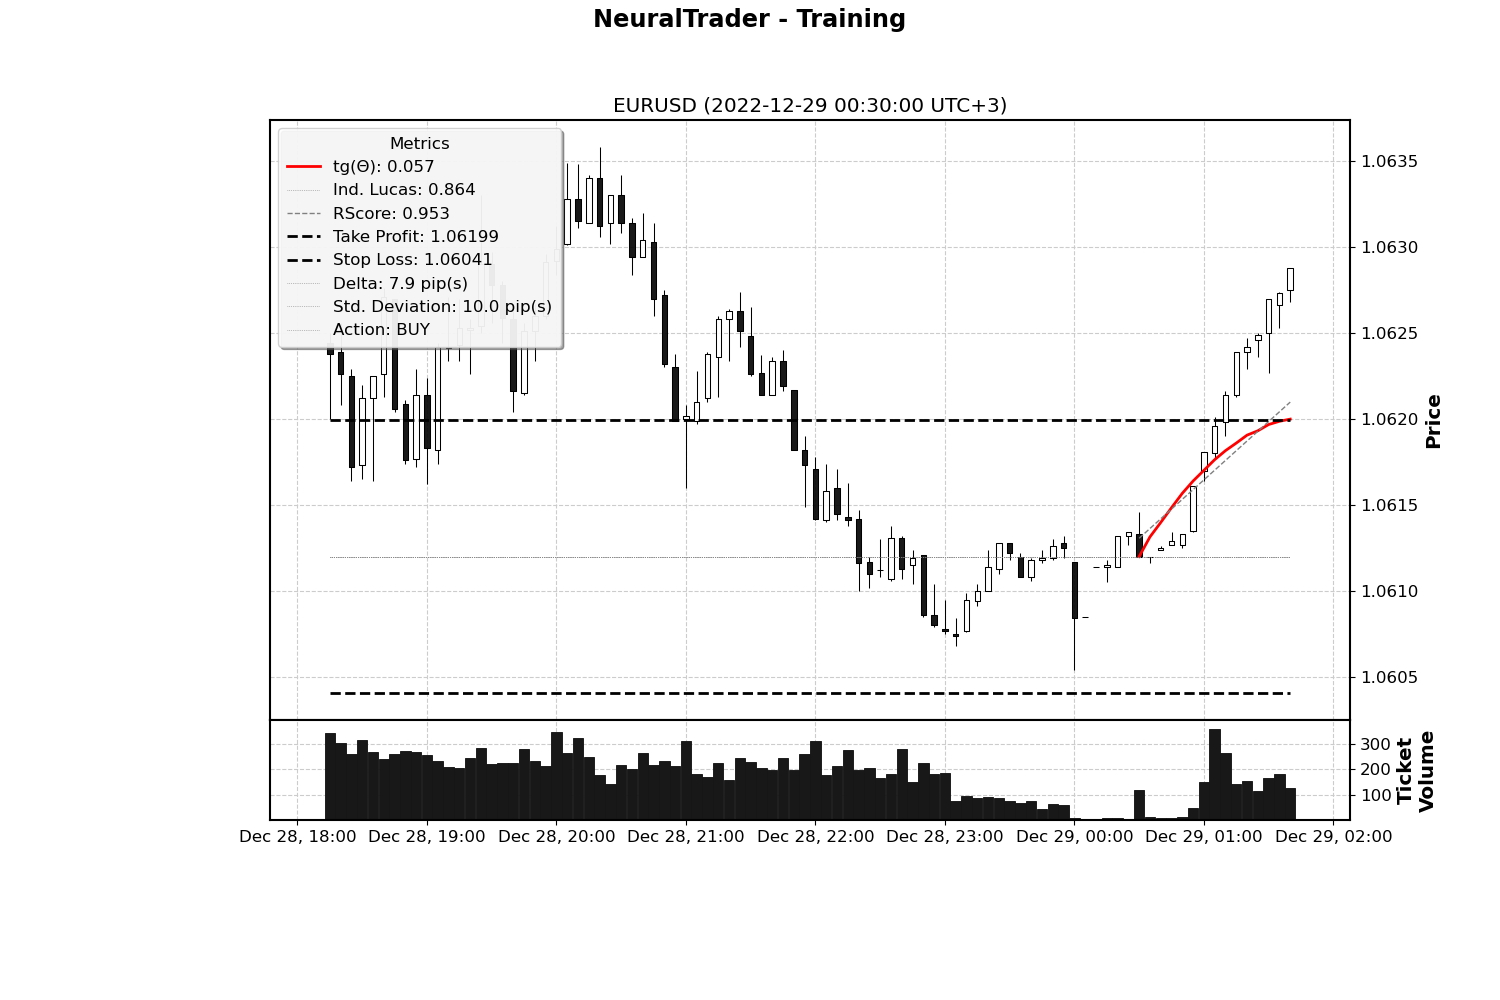 NeuralTrader - Training
EURUSD (2022-12-29 00:30:00 UTC+3)
Metrics
tg(Θ): 0.057
Ind. Lucas: 0.864
RScore: 0.953
Take Profit: 1.06199
Stop Loss: 1.06041
Delta: 7.9 pip(s)
Std. Deviation: 10.0 pip(s)
Action: BUY
1.0635
1.0630
1.0625
1.0620
1.0615
1.0610
1.0605
Price
300
200
100
Ticket
Volume
Dec 28, 18:00 Dec 28, 19:00 Dec 28, 20:00 Dec 28, 21:00 Dec 28, 22:00 Dec 28, 23:00 Dec 29, 00:00 Dec 29, 01:00 Dec 29, 02:00